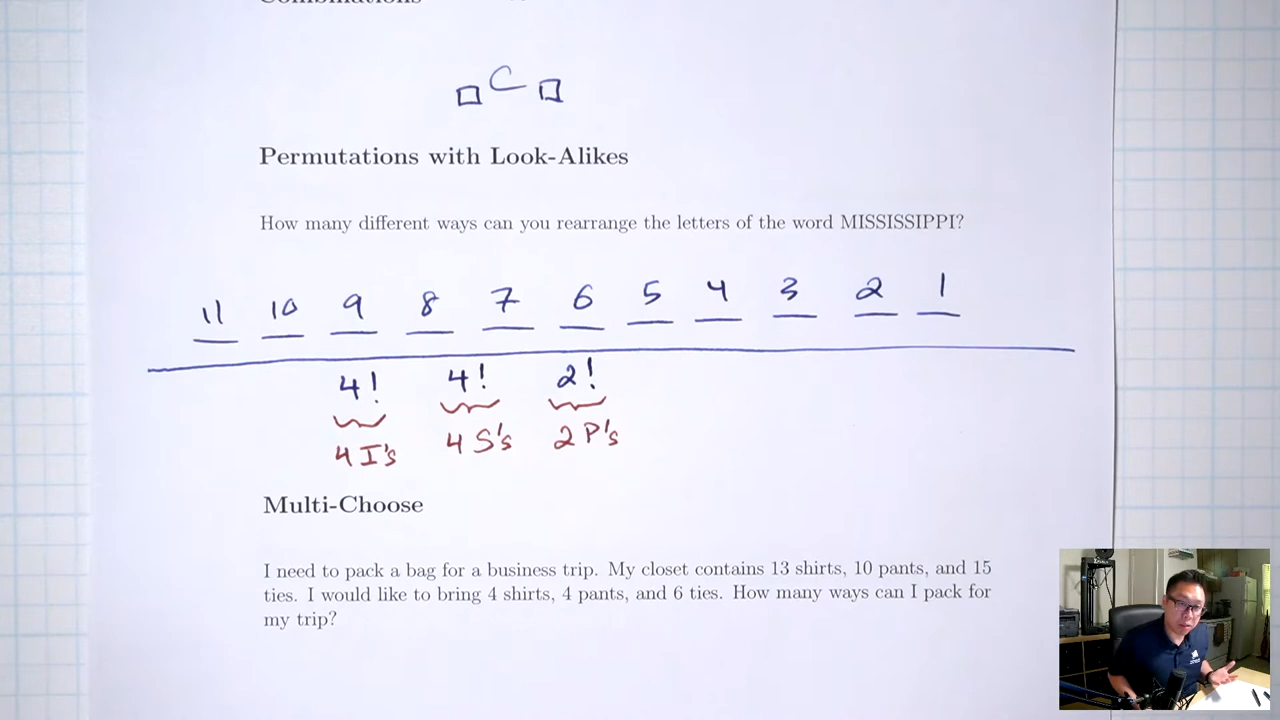 Combinations
□ C □
Permutations with Look-Alikes
How many different ways can you rearrange the letters of the word MISSISSIPPI?
11 10 9 8 7 6 5 4 3 2 1
4! 4! 2!
4 I's 4 S's 2 P's
Multi-Choose
I need to pack a bag for a business trip. My closet contains 13 shirts, 10 pants, and 15
ties. I would like to bring 4 shirts, 4 pants, and 6 ties. How many ways can I pack for
my trip?